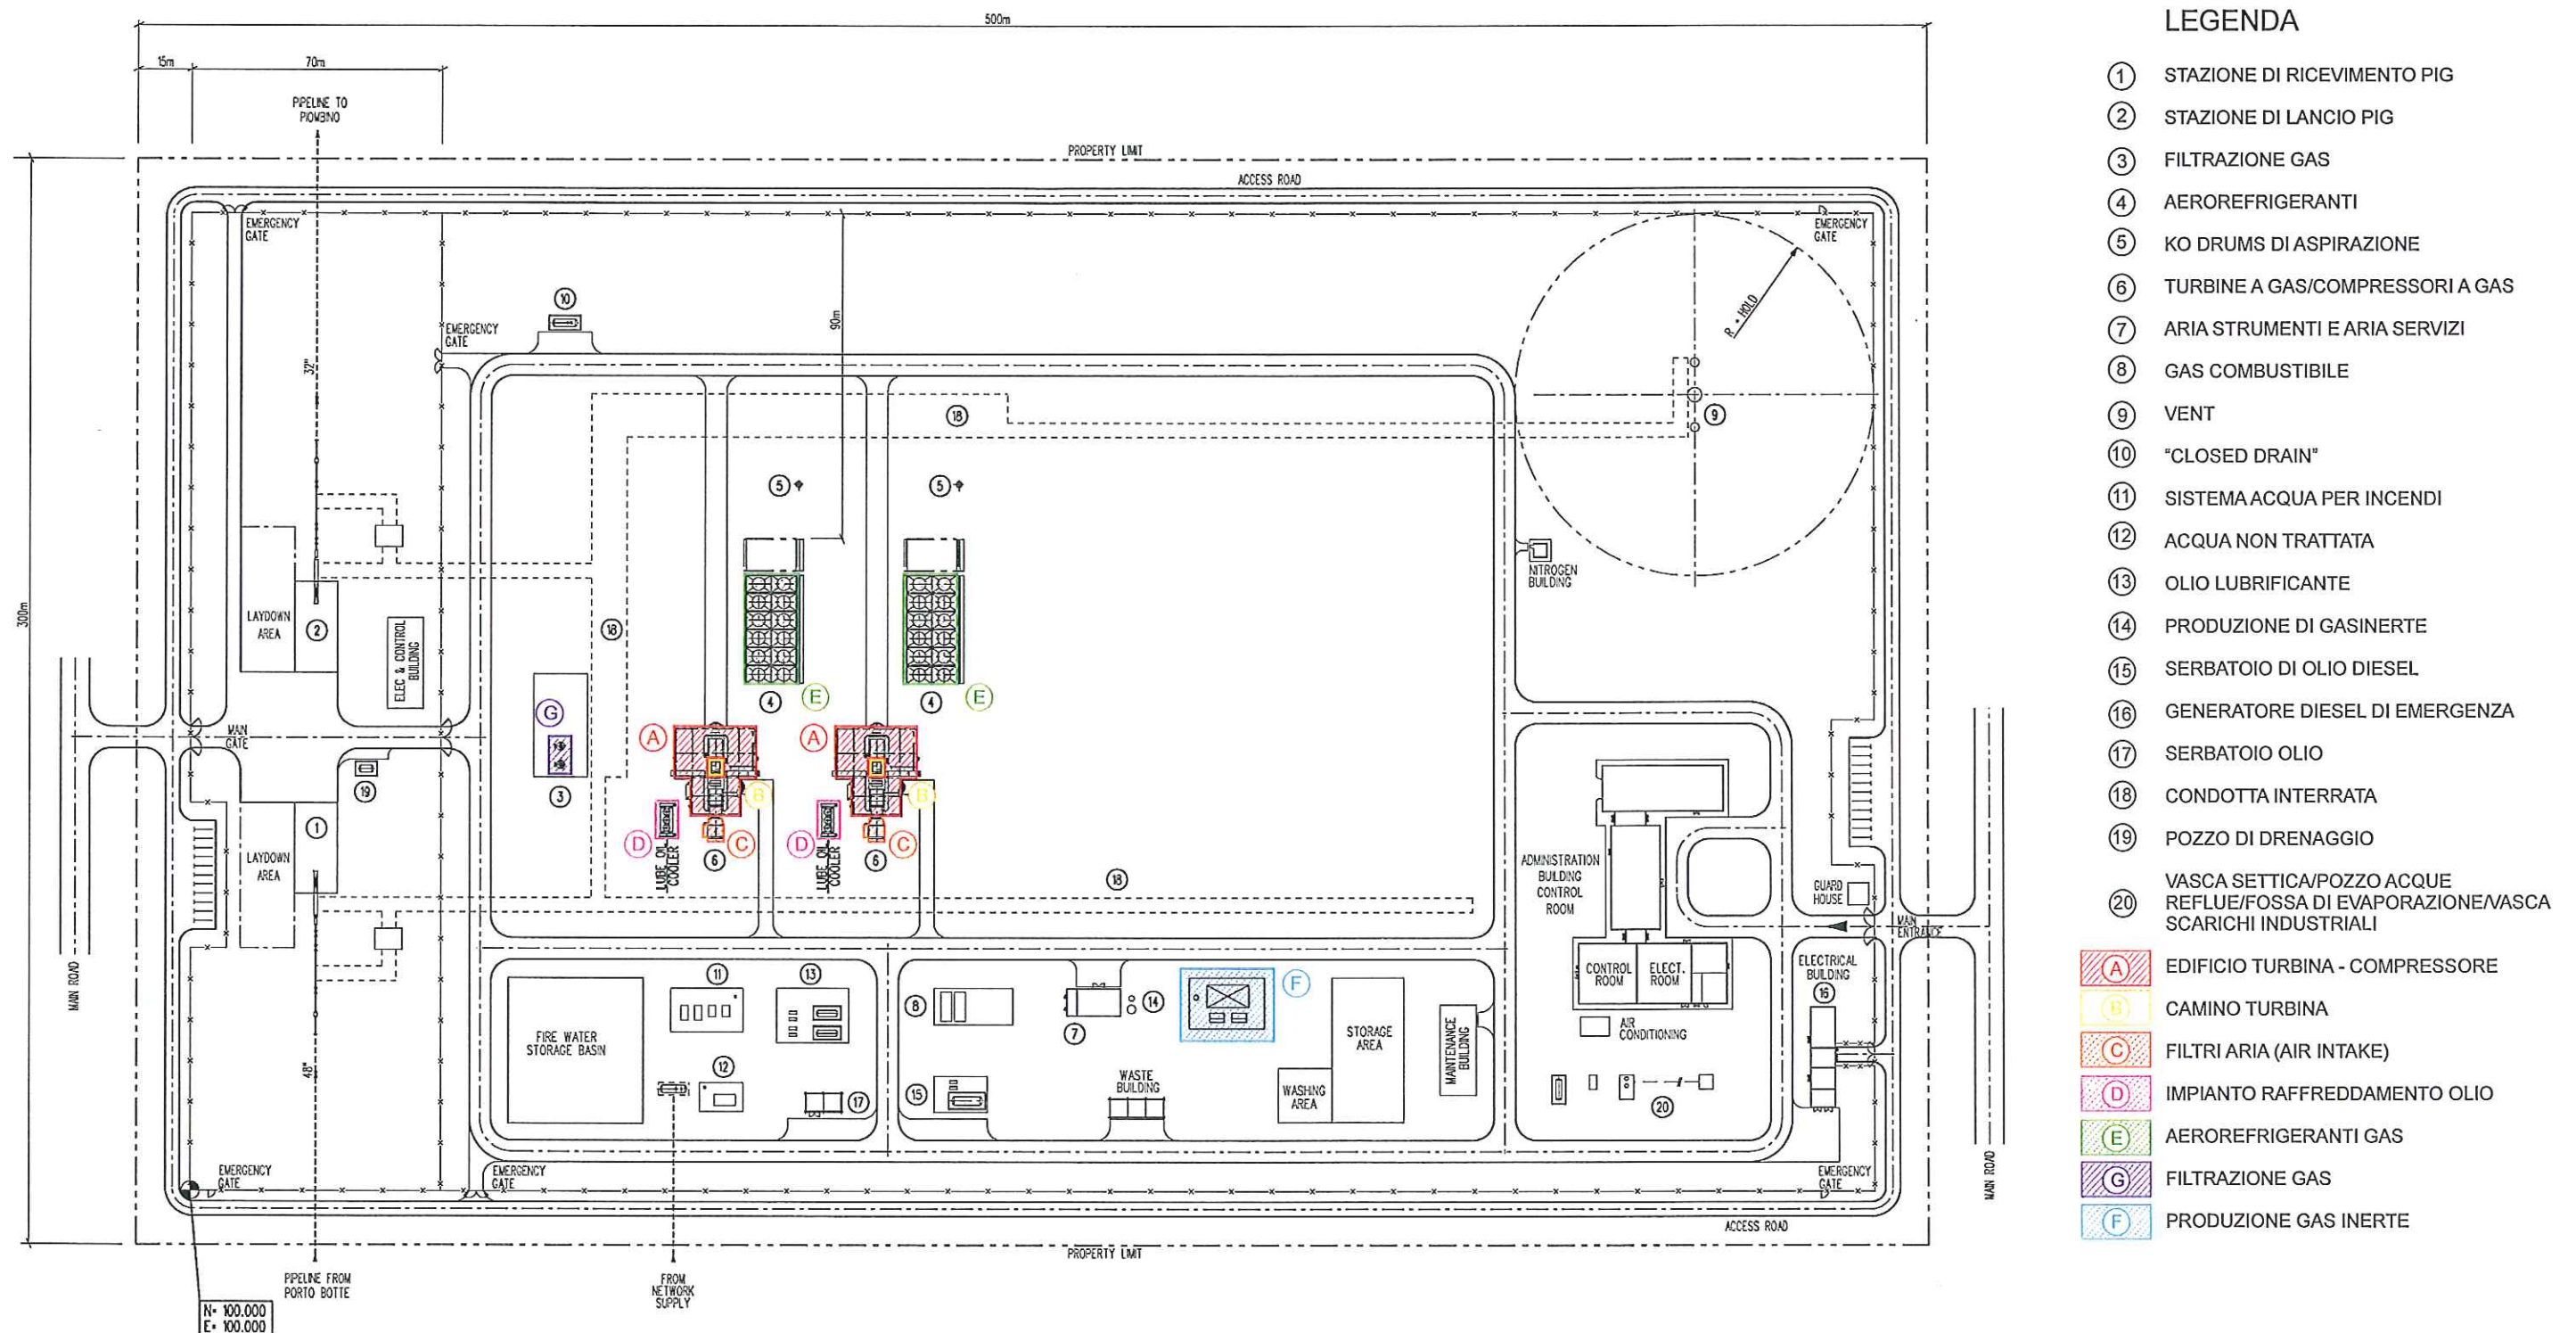 500m
15m
70m
PIPELINE TO
PIOMBINO
PROPERTY LIMIT
ACCESS ROAD
EMERGENCY
GATE
EMERGENCY
GATE
10
90m
R = HOLD
EMERGENCY
GATE
32"
18
9
5
5
NITROGEN
BUILDING
300m
LAYDOWN
AREA
2
ELEC & CONTROL
BUILDING
18
4
E
4
E
G
MAIN
GATE
A
A
19
3
B
B
1
D
C
D
C
LUBE OIL
COOLER
6
LUBE OIL
COOLER
6
LAYDOWN
AREA
18
ADMINISTRATION
BUILDING
CONTROL
ROOM
GUARD
HOUSE
MAIN
ENTRANCE
MAIN ROAD
11
13
8
7
14
F
CONTROL
ROOM
ELECT.
ROOM
ELECTRICAL
BUILDING
16
FIRE WATER
STORAGE BASIN
STORAGE
AREA
MAINTENANCE
BUILDING
AIR
CONDITIONING
48"
12
17
15
WASTE
BUILDING
WASHING
AREA
20
EMERGENCY
GATE
EMERGENCY
GATE
EMERGENCY
GATE
MAIN ROAD
ACCESS ROAD
PROPERTY LIMIT
PIPELINE FROM
PORTO BOTTE
FROM
NETWORK
SUPPLY
N= 100.000
E= 100.000
LEGENDA
1 STAZIONE DI RICEVIMENTO PIG
2 STAZIONE DI LANCIO PIG
3 FILTRAZIONE GAS
4 AEROREFRIGERANTI
5 KO DRUMS DI ASPIRAZIONE
6 TURBINE A GAS/COMPRESSORI A GAS
7 ARIA STRUMENTI E ARIA SERVIZI
8 GAS COMBUSTIBILE
9 VENT
10 "CLOSED DRAIN"
11 SISTEMA ACQUA PER INCENDI
12 ACQUA NON TRATTATA
13 OLIO LUBRIFICANTE
14 PRODUZIONE DI GASINERTE
15 SERBATOIO DI OLIO DIESEL
16 GENERATORE DIESEL DI EMERGENZA
17 SERBATOIO OLIO
18 CONDOTTA INTERRATA
19 POZZO DI DRENAGGIO
20 VASCA SETTICA/POZZO ACQUE
REFLUE/FOSSA DI EVAPORAZIONE/VASCA
SCARICHI INDUSTRIALI
A EDIFICIO TURBINA - COMPRESSORE
B CAMINO TURBINA
C FILTRI ARIA (AIR INTAKE)
D IMPIANTO RAFFREDDAMENTO OLIO
E AEROREFRIGERANTI GAS
G FILTRAZIONE GAS
F PRODUZIONE GAS INERTE